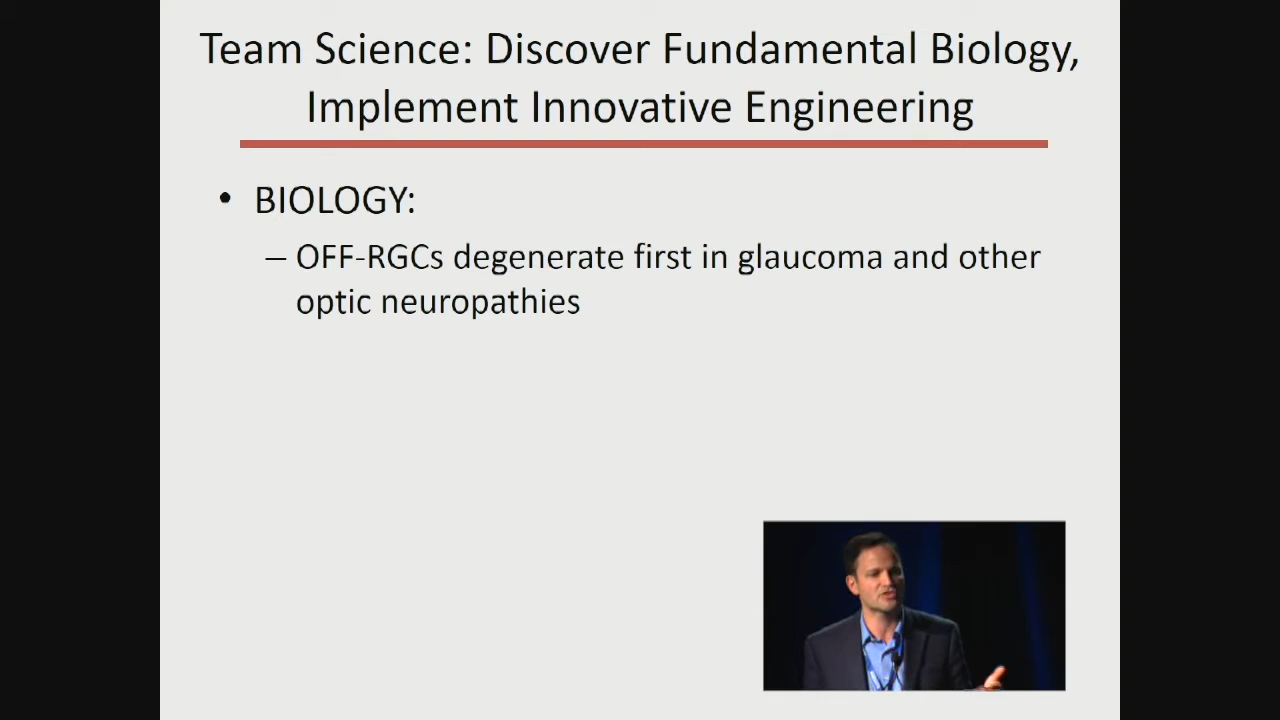 Team Science: Discover Fundamental Biology,
Implement Innovative Engineering
• BIOLOGY:
– OFF-RGCs degenerate first in glaucoma and other
optic neuropathies